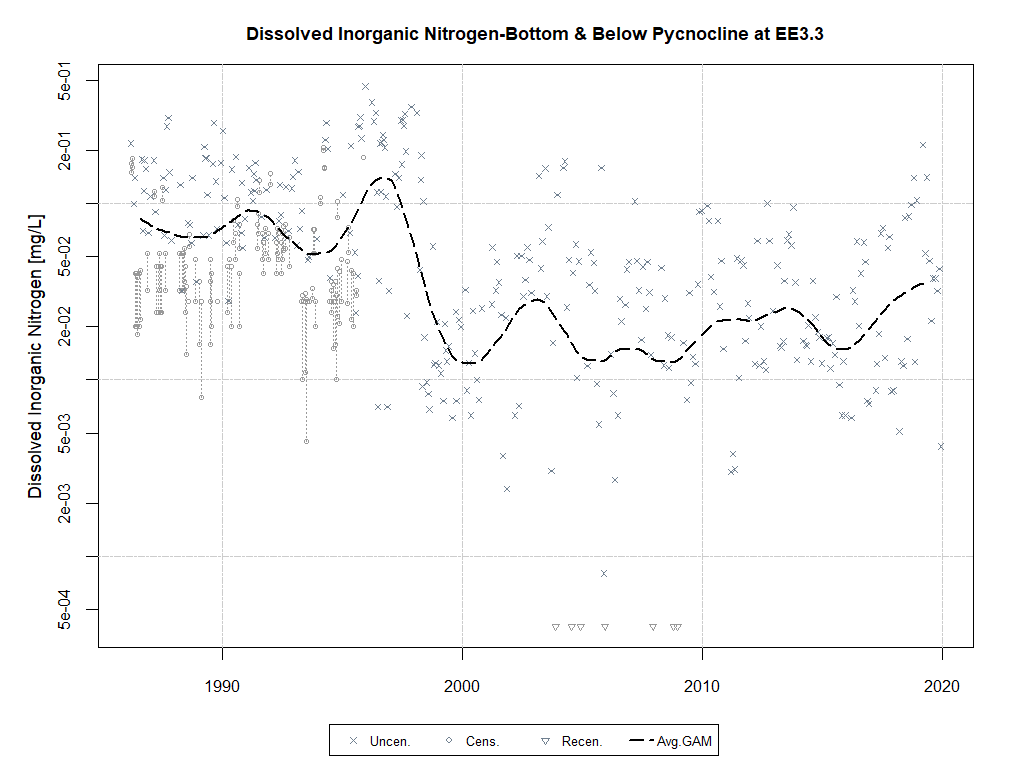 Dissolved Inorganic Nitrogen-Bottom & Below Pycnocline at EE3.3
Dissolved Inorganic Nitrogen [mg/L]
5e-01
2e-01
5e-02
2e-02
5e-03
2e-03
5e-04
1990
2000
2010
2020
Uncen.
Cens.
Recen.
Avg.GAM